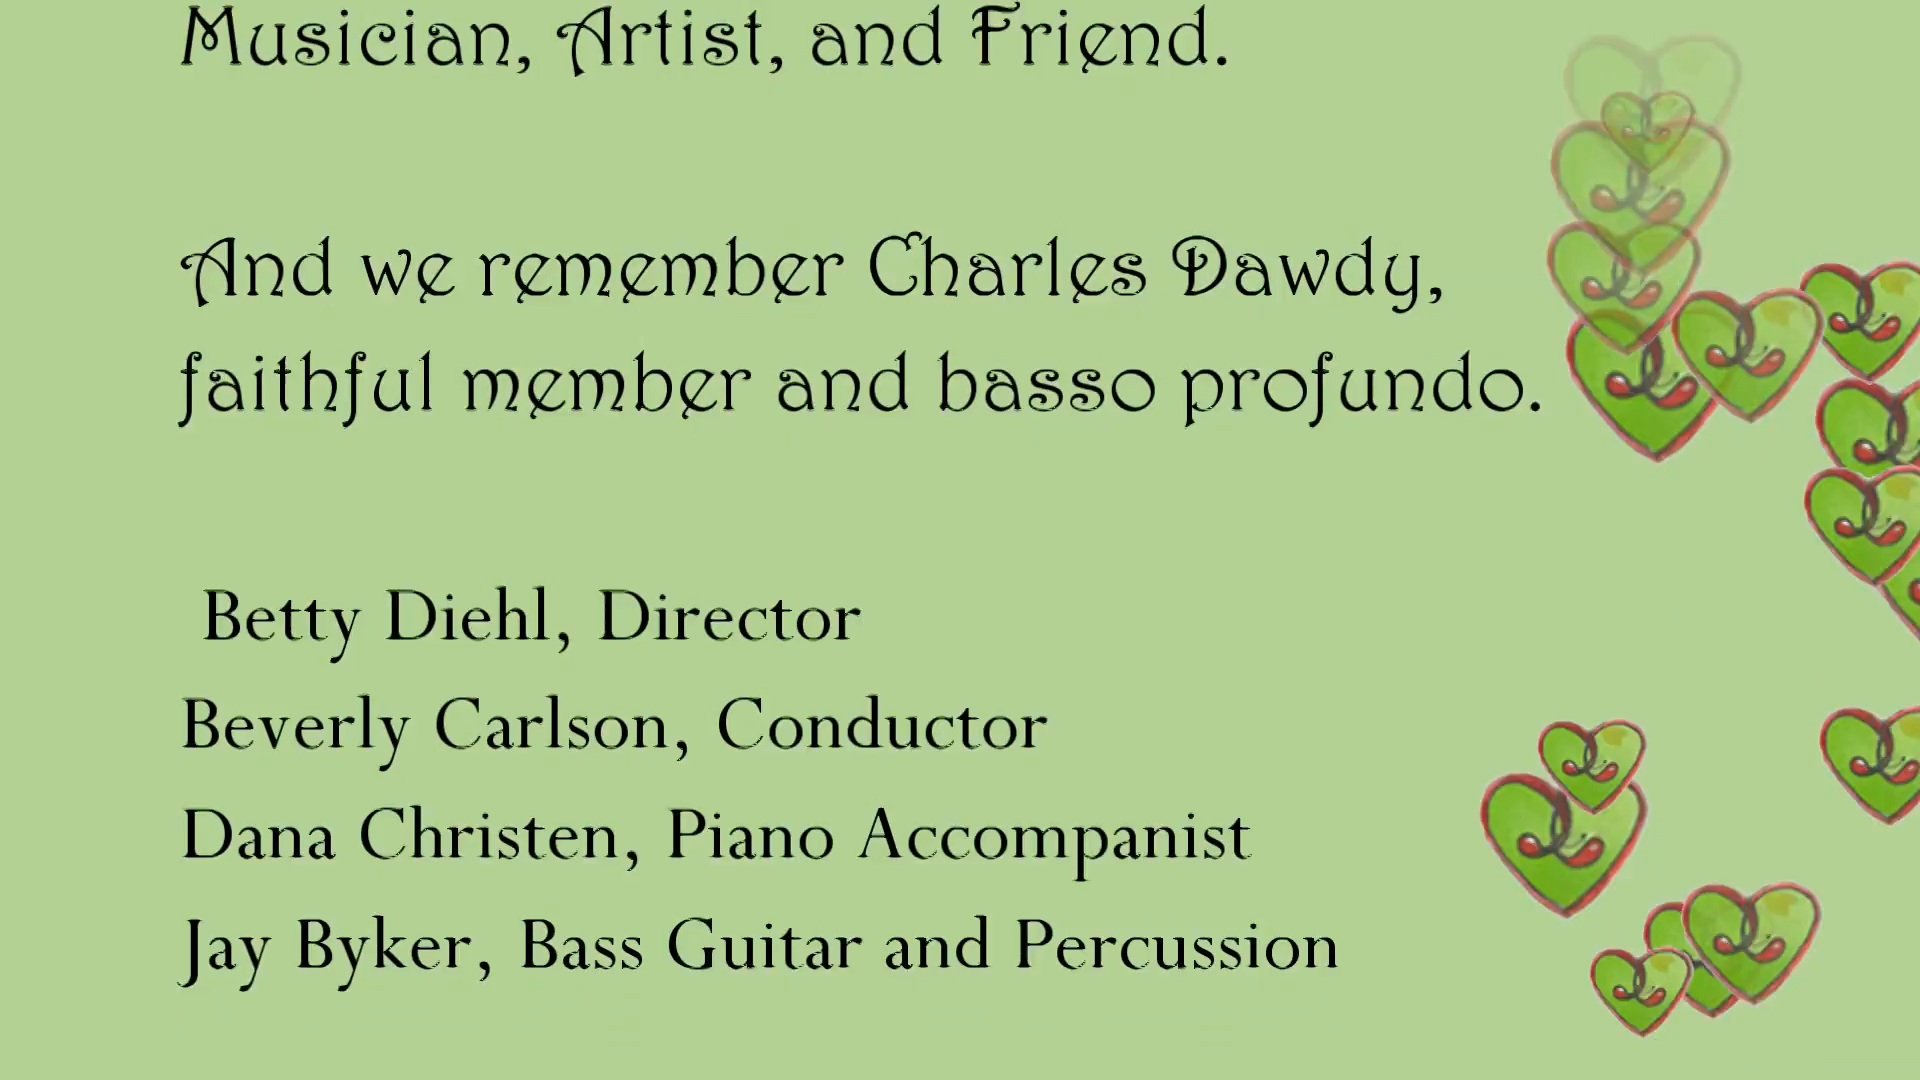 Musician, Artist, and Friend.
And we remember Charles Dawdy,
faithful member and basso profundo.
Betty Diehl, Director
Beverly Carlson, Conductor
Dana Christen, Piano Accompanist
Jay Byker, Bass Guitar and Percussion